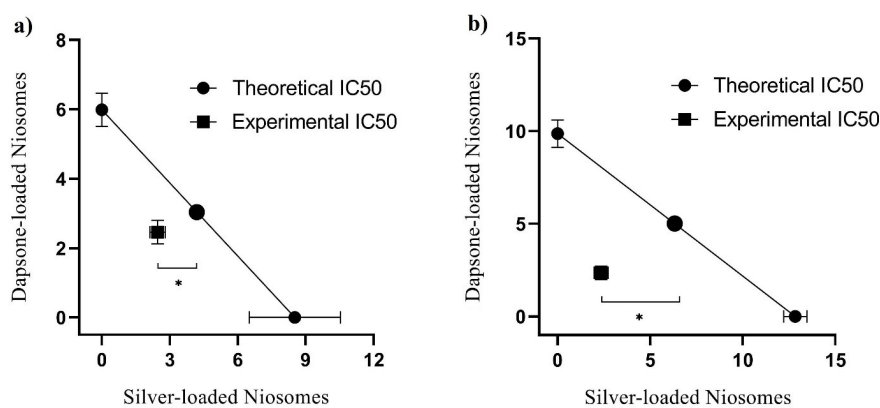 a)
8
6
4
2
0
0 3 6 9 12
Dapsone-loaded Niosomes
Silver-loaded Niosomes
Theoretical IC50
Experimental IC50
*
b)
15
10
5
0
0 5 10 15
Dapsone-loaded Niosomes
Silver-loaded Niosomes
Theoretical IC50
Experimental IC50
*